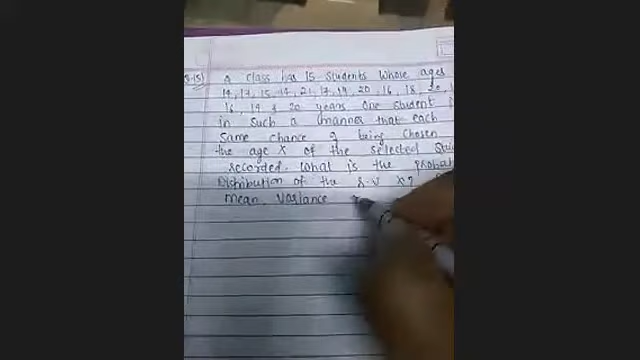 Q-15) A class has 15 students whose ages
14, 17, 15, 14, 21, 17, 19, 20, 16, 18, 20,
16, 19 & 20 years. One student i
in such a manner that each
Same chance of being chosen
the age X of the selected
recorded. What is the Probab
Distribution of the r.v X?
mean, Variance